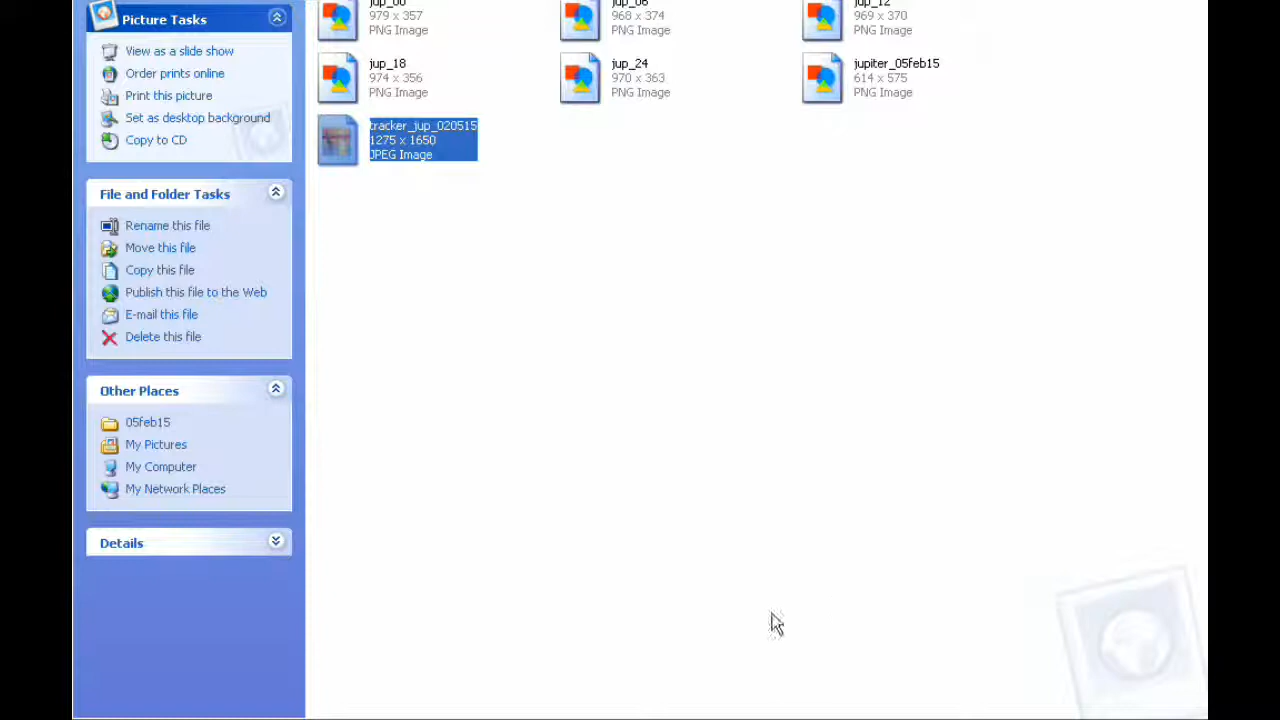 Picture Tasks
View as a slide show
Order prints online
Print this picture
Set as desktop background
Copy to CD
File and Folder Tasks
Rename this file
Move this file
Copy this file
Publish this file to the Web
E-mail this file
Delete this file
Other Places
05feb15
My Pictures
My Computer
My Network Places
Details
jup_00
979 x 357
PNG Image
jup_06
968 x 374
PNG Image
jup_12
969 x 370
PNG Image
jup_18
974 x 356
PNG Image
jup_24
970 x 363
PNG Image
jupiter_05feb15
614 x 575
PNG Image
tracker_jup_020515
1275 x 1650
JPEG Image